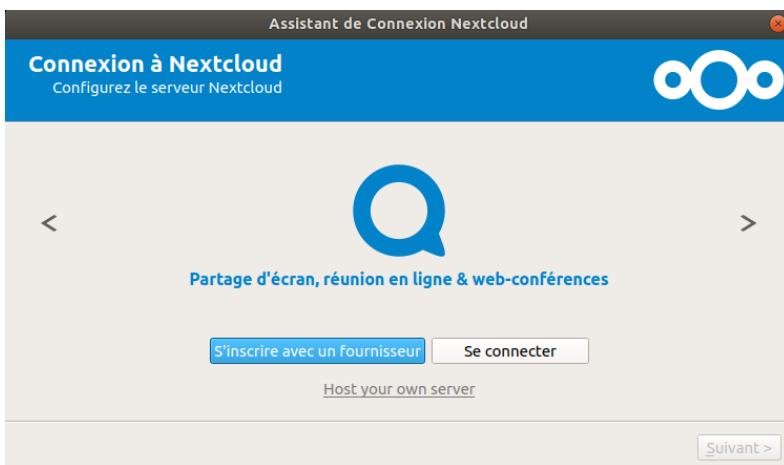 Assistant de Connexion Nextcloud
Connexion à Nextcloud
Configurez le serveur Nextcloud
< >
Partage d'écran, réunion en ligne & web-conférences
S'inscrire avec un fournisseur Se connecter
Host your own server
Suivant >